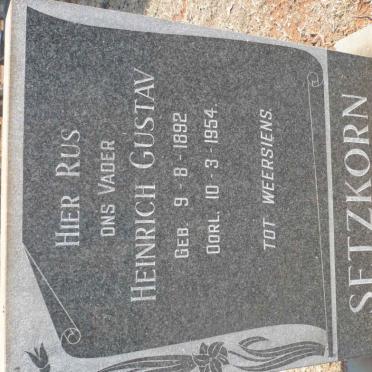 HIER RUS
ONS VADER
HEINRICH GUSTAV
GEB. 9-8-1892
OORL. 10-3-1954.
TOT WEERSIENS.
SETZKORN